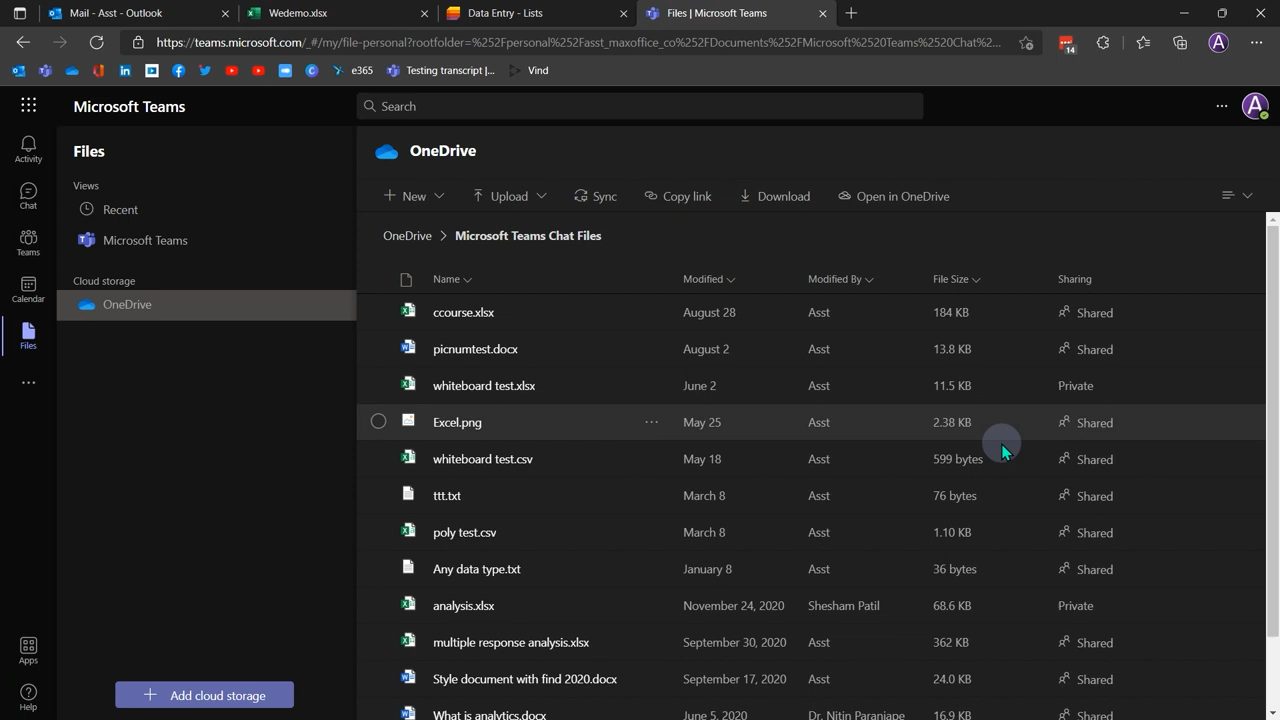 Mail - Asst - Outlook
Wedemo.xlsx
Data Entry - Lists
Files | Microsoft Teams
https://teams.microsoft.com/_#/my/file-personal?rootfolder=%252Fpersonal%252Fasst_maxoffice_co%252FDocuments%252FMicrosoft%2520Teams%2520Chat%2...
14
A
e365
Testing transcript |...
Vind
Microsoft Teams
Search
A
Activity
Chat
Teams
Calendar
Files
Apps
Help
Files
Views
Recent
Microsoft Teams
Cloud storage
OneDrive
Add cloud storage
OneDrive
New Upload Sync Copy link Download Open in OneDrive
OneDrive > Microsoft Teams Chat Files
Name Modified Modified By File Size Sharing
ccourse.xlsx August 28 Asst 184 KB Shared
picnumtest.docx August 2 Asst 13.8 KB Shared
whiteboard test.xlsx June 2 Asst 11.5 KB Private
Excel.png ... May 25 Asst 2.38 KB Shared
whiteboard test.csv May 18 Asst 599 bytes Shared
ttt.txt March 8 Asst 76 bytes Shared
poly test.csv March 8 Asst 1.10 KB Shared
Any data type.txt January 8 Asst 36 bytes Shared
analysis.xlsx November 24, 2020 Shesham Patil 68.6 KB Private
multiple response analysis.xlsx September 30, 2020 Asst 362 KB Shared
Style document with find 2020.docx September 17, 2020 Asst 24.0 KB Shared
What is analytics.docx June 5, 2020 Dr. Nitin Paranjape 16.9 KB Shared